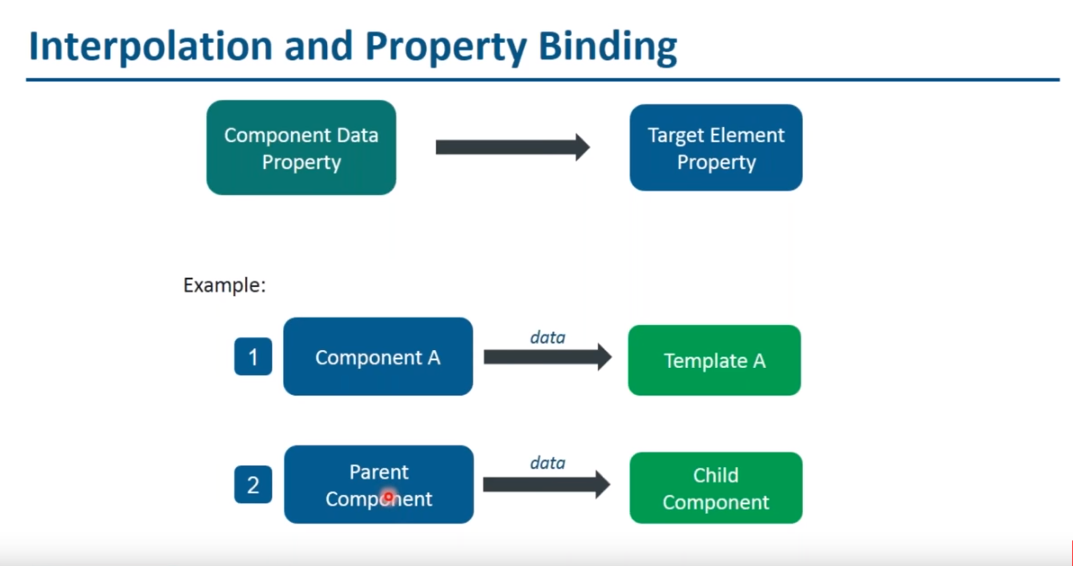 Interpolation and Property Binding
Component Data
Property
Target Element
Property
Example:
1
Component A
data
Template A
2
Parent
Component
data
Child
Component